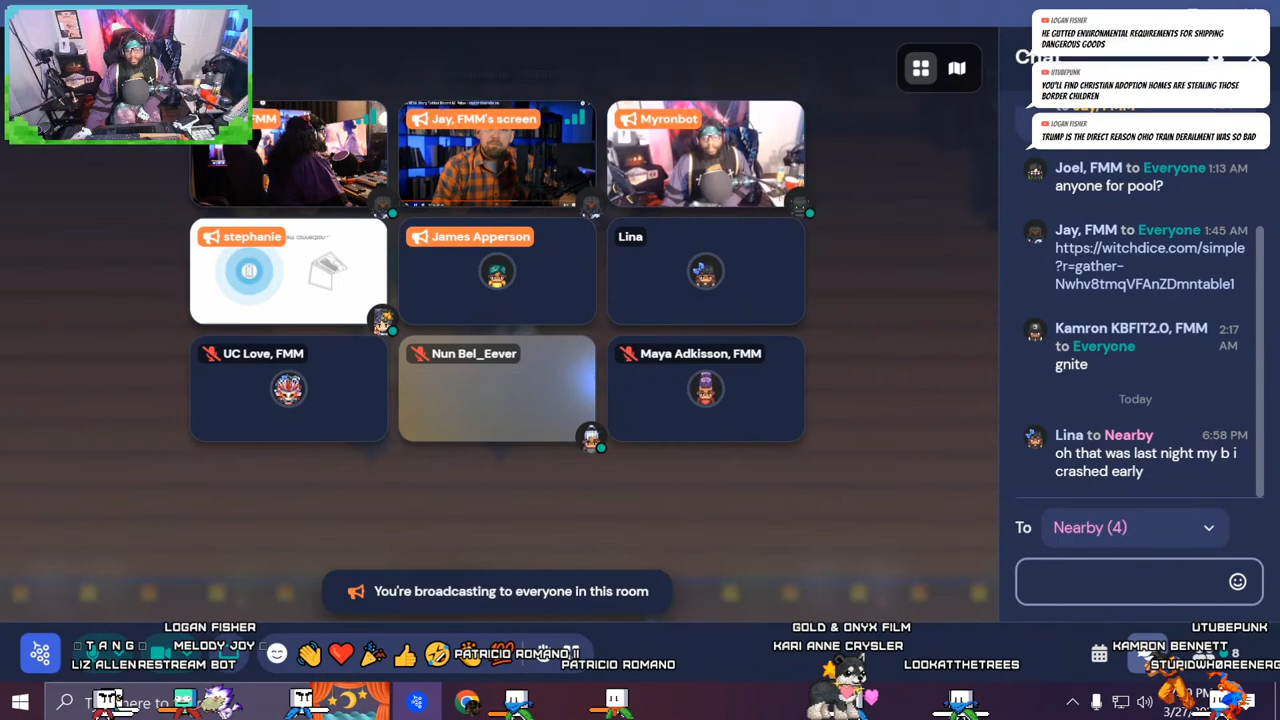 LOGAN FISHER
HE GUTTED ENVIRONMENTAL REQUIREMENTS FOR SHIPPING
DANGEROUS GOODS
UTUBEPUNK
YOU'LL FIND CHRISTIAN ADOPTION HOMES ARE STEALING THOSE
BORDER CHILDREN
LOGAN FISHER
TRUMP IS THE DIRECT REASON OHIO TRAIN DERAILMENT WAS SO BAD
FMM
Jay, FMM's screen
Myronbot
stephanie
James Apperson
Lina
UC Love, FMM
Nun Bel_Eever
Maya Adkisson, FMM
Joel, FMM to Everyone 1:13 AM
anyone for pool?
Jay, FMM to Everyone 1:45 AM
https://witchdice.com/simple
?r=gather-
Nwhv8tmqVFAnZDmntable1
Kamron KBFIT2.0, FMM 2:17
to Everyone AM
gnite
Today
Lina to Nearby 6:58 PM
oh that was last night my b i
crashed early
To Nearby (4)
You're broadcasting to everyone in this room
LOGAN FISHER
GOLD & ONYX FILM
UTUBEPUNK
TANG
MELODY JOY
KARI ANNE CRYSLER
KAMRON BENNETT
PATRICIO ROMANO
8
LIZ ALLEN
RESTREAM BOT
PATRICIO ROMANO
LOOKATTHETREES